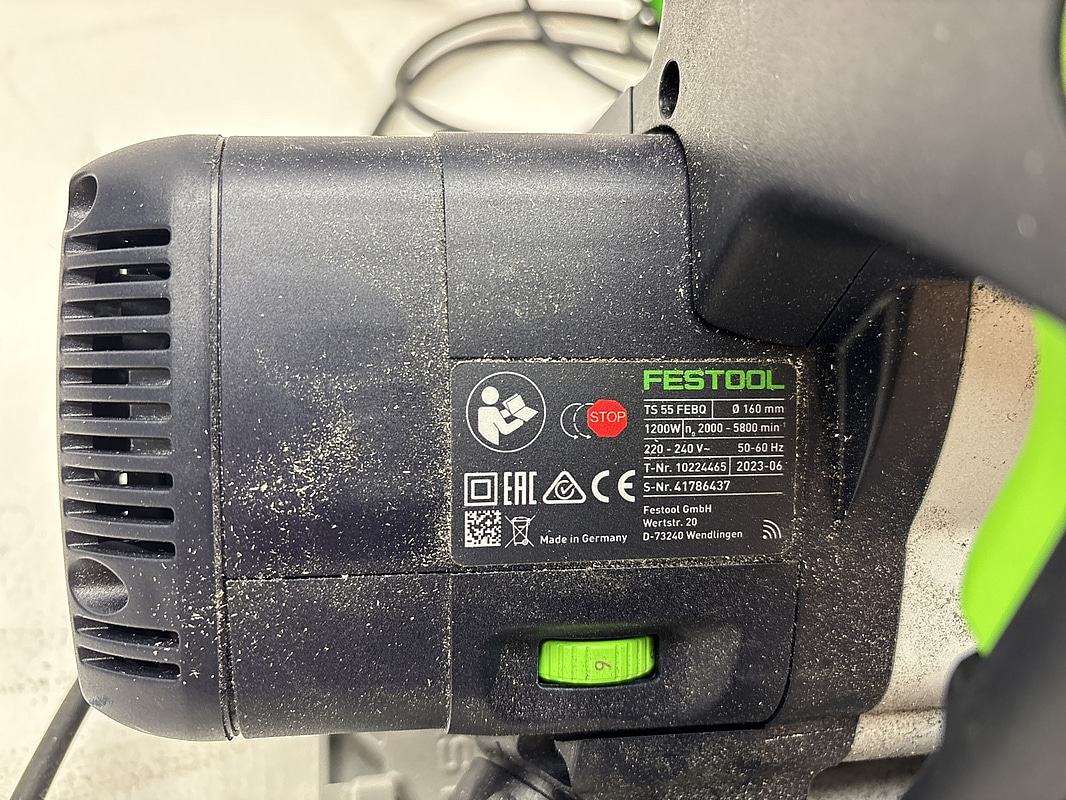 FESTOOL
STOP
TS 55 FEBQ Ø 160 mm
1200W n₀ 2000 - 5800 min⁻¹
220 - 240 V~ 50-60 Hz
T-Nr. 10224465 2023-06
S-Nr. 41786437
EAC CE
Festool GmbH
Wertstr. 20
D-73240 Wendlingen
Made in Germany
6